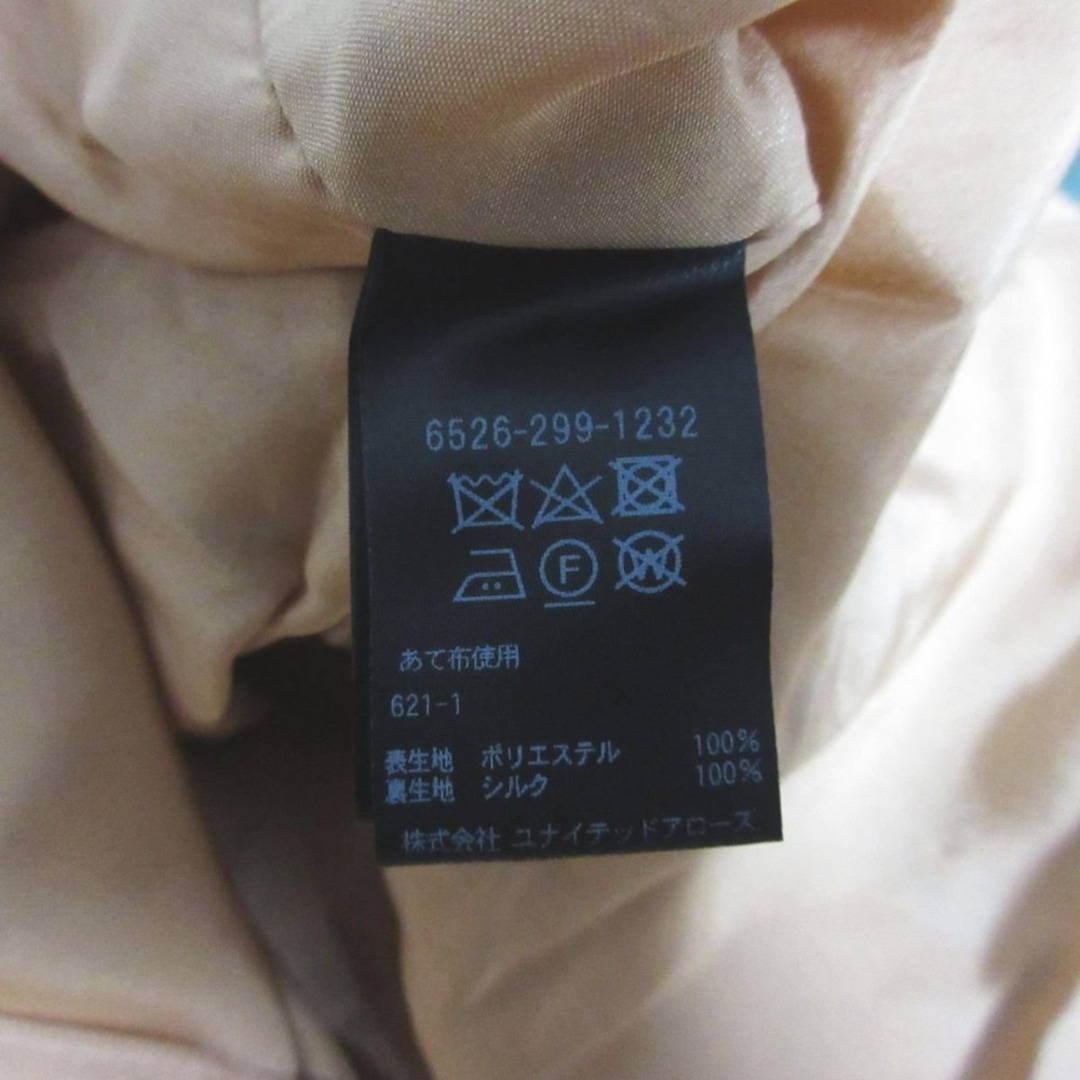 6526-299-1232
F W
あて布使用
621-1
表生地 ポリエステル 100%
裏生地 シルク 100%
株式会社 ユナイテッドアローズ